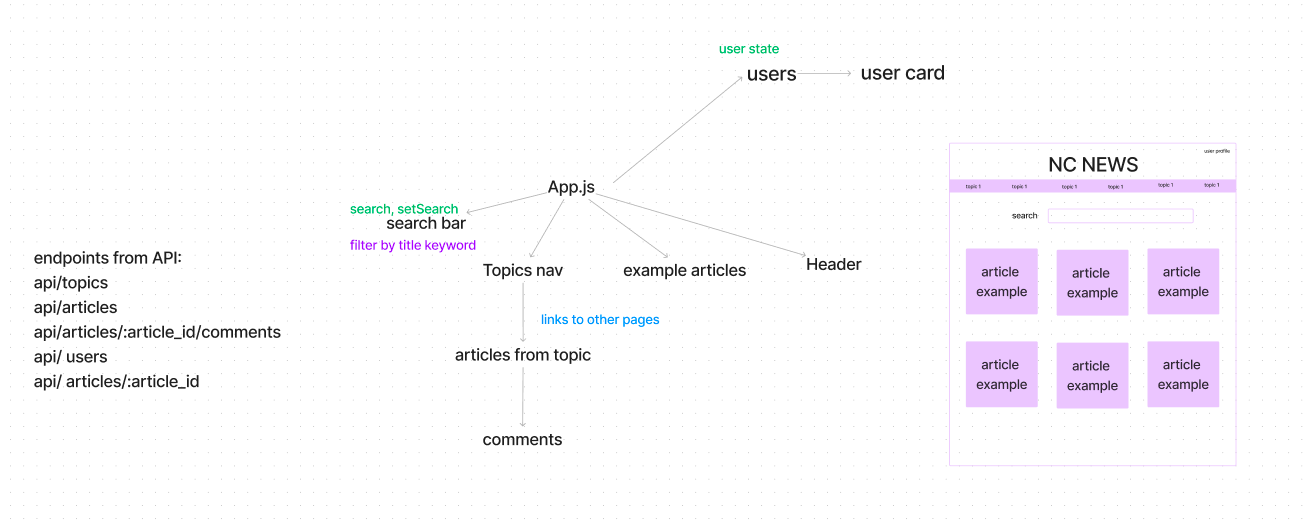 user state
users
user card
App.js
search, setSearch
search bar
filter by title keyword
Topics nav
example articles
Header
links to other pages
articles from topic
comments
endpoints from API:
api/topics
api/articles
api/articles/:article_id/comments
api/ users
api/ articles/:article_id
user profile
NC NEWS
topic 1 topic 1 topic 1 topic 1 topic 1 topic 1
search
article
example
article
example
article
example
article
example
article
example
article
example